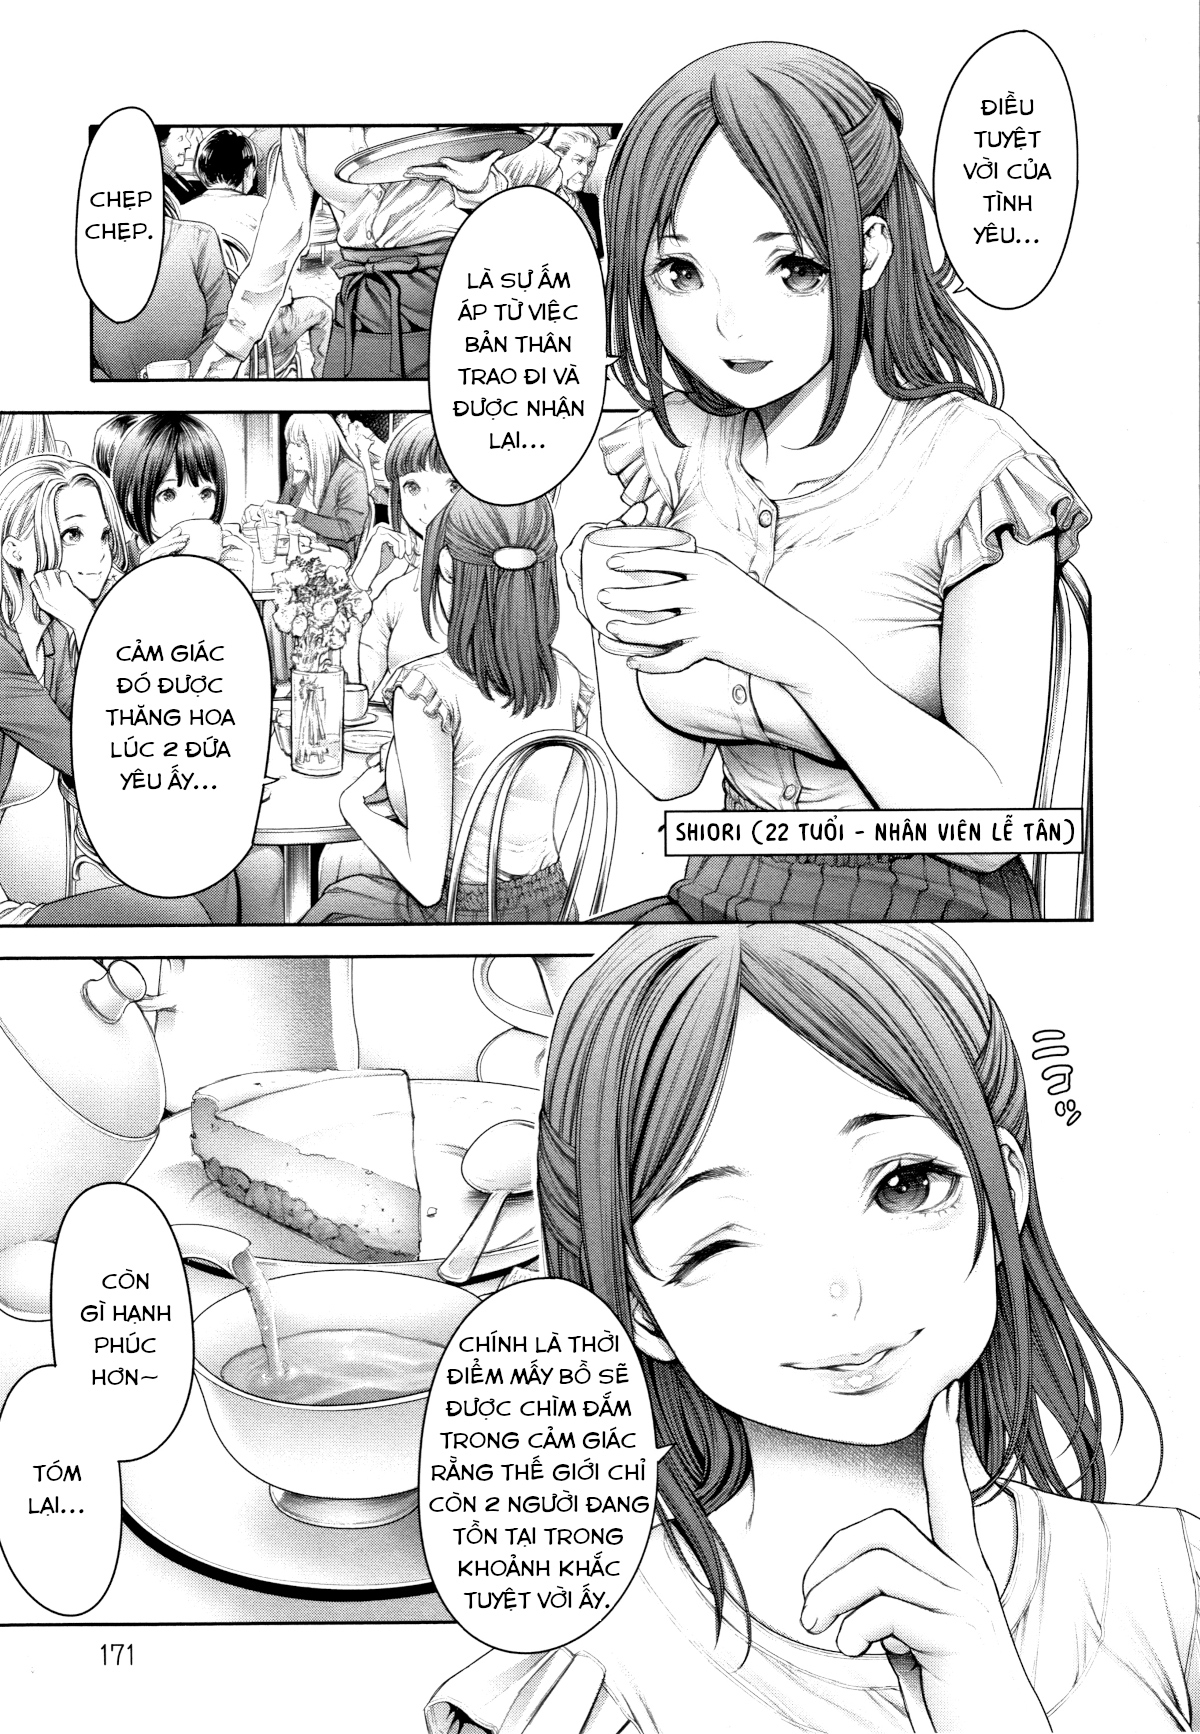 ĐIỀU
TUYỆT
VỜI CỦA
TÌNH
YÊU...
LÀ SỰ ẤM
ÁP TỪ VIỆC
BẢN THÂN
TRAO ĐI VÀ
ĐƯỢC NHẬN
LẠI...
CHẸP
CHẸP.
CẢM GIÁC
ĐÓ ĐƯỢC
THĂNG HOA
LÚC 2 ĐỨA
YÊU ẤY...
SHIORI (22 TUỔI - NHÂN VIÊN LỄ TÂN)
ニコッ
CHÍNH LÀ THỜI
ĐIỂM MẤY BỒ SẼ
ĐƯỢC CHÌM ĐẮM
TRONG CẢM GIÁC
RẰNG THẾ GIỚI CHỈ
CÒN 2 NGƯỜI ĐANG
TỒN TẠI TRONG
KHOẢNH KHẮC
TUYỆT VỜI ẤY.
CÒN
GÌ HẠNH
PHÚC
HƠN~
TÓM
LẠI...
171